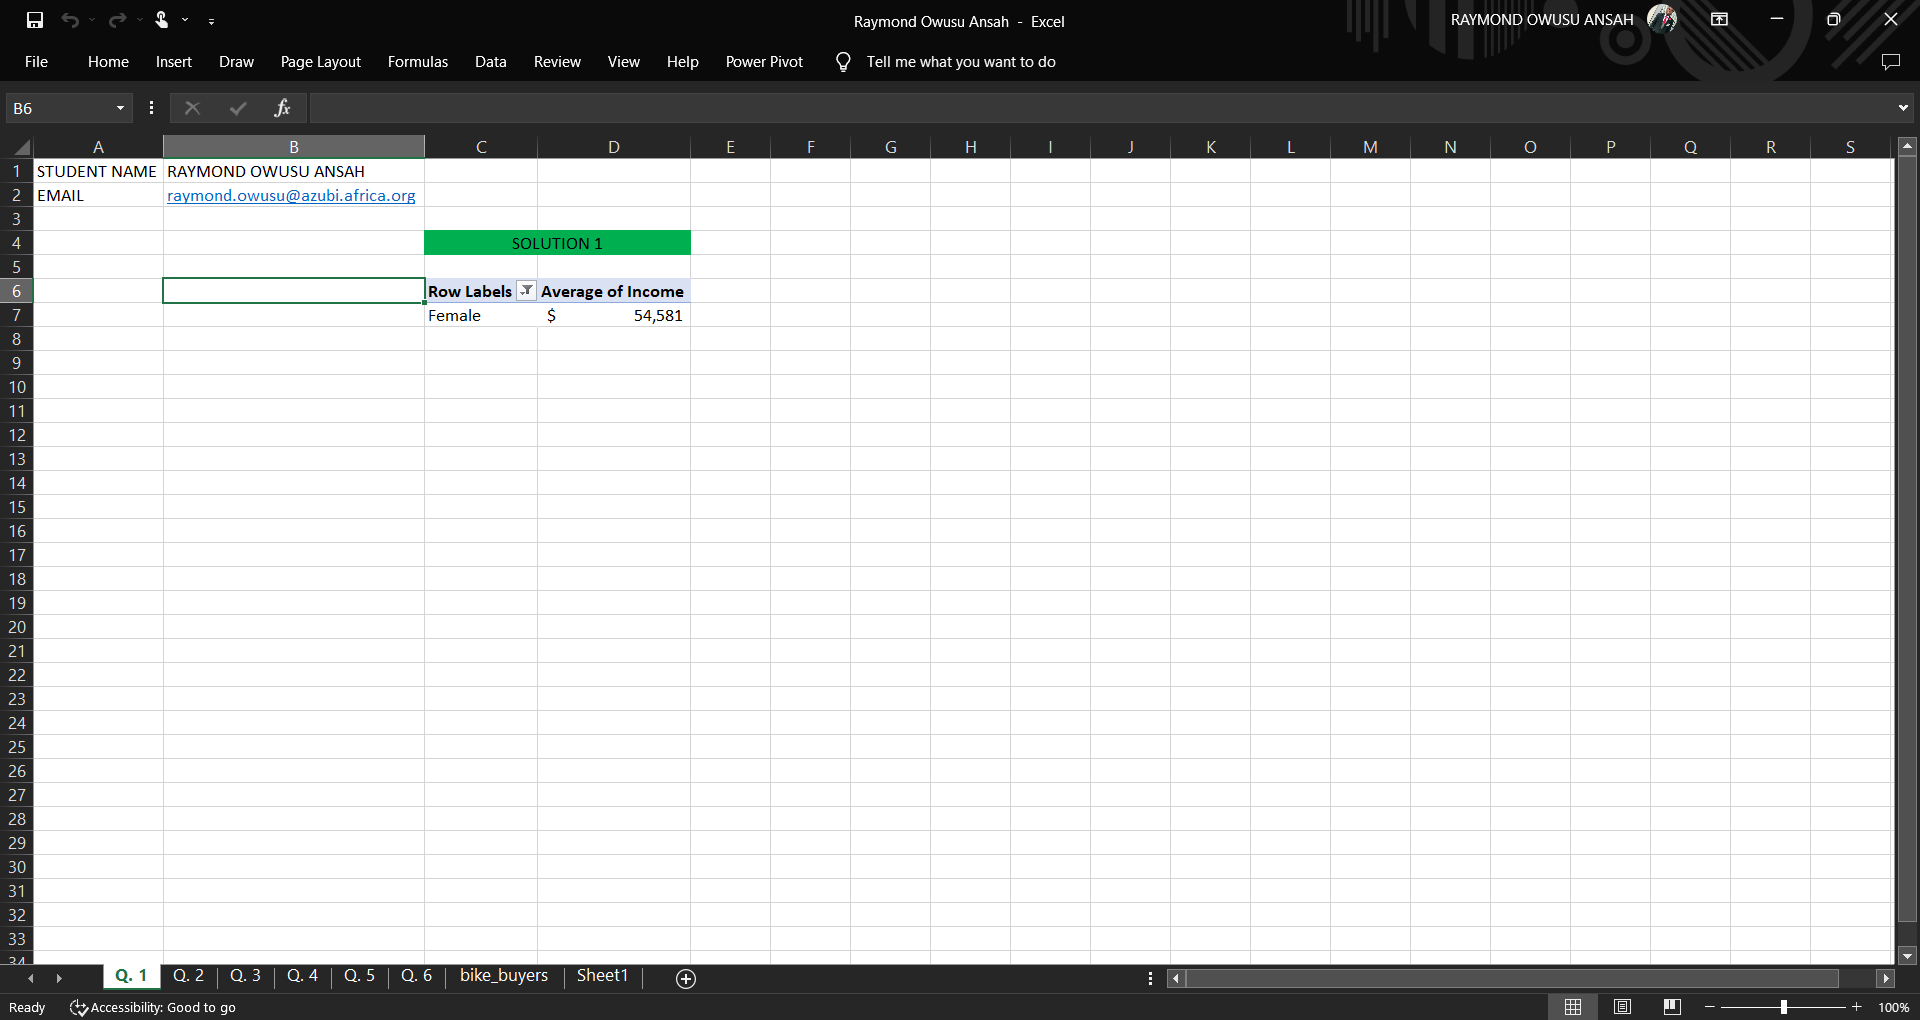 Raymond Owusu Ansah - Excel
RAYMOND OWUSU ANSAH
File Home Insert Draw Page Layout Formulas Data Review View Help Power Pivot Tell me what you want to do
B6 fx
A B C D E F G H I J K L M N O P Q R S
1 STUDENT NAME RAYMOND OWUSU ANSAH
2 EMAIL raymond.owusu@azubi.africa.org
3
4 SOLUTION 1
5
6 Row Labels Average of Income
7 Female $ 54,581
8
9
10
11
12
13
14
15
16
17
18
19
20
21
22
23
24
25
26
27
28
29
30
31
32
33
34
Q. 1 Q. 2 Q. 3 Q. 4 Q. 5 Q. 6 bike_buyers Sheet1
Ready Accessibility: Good to go 100%